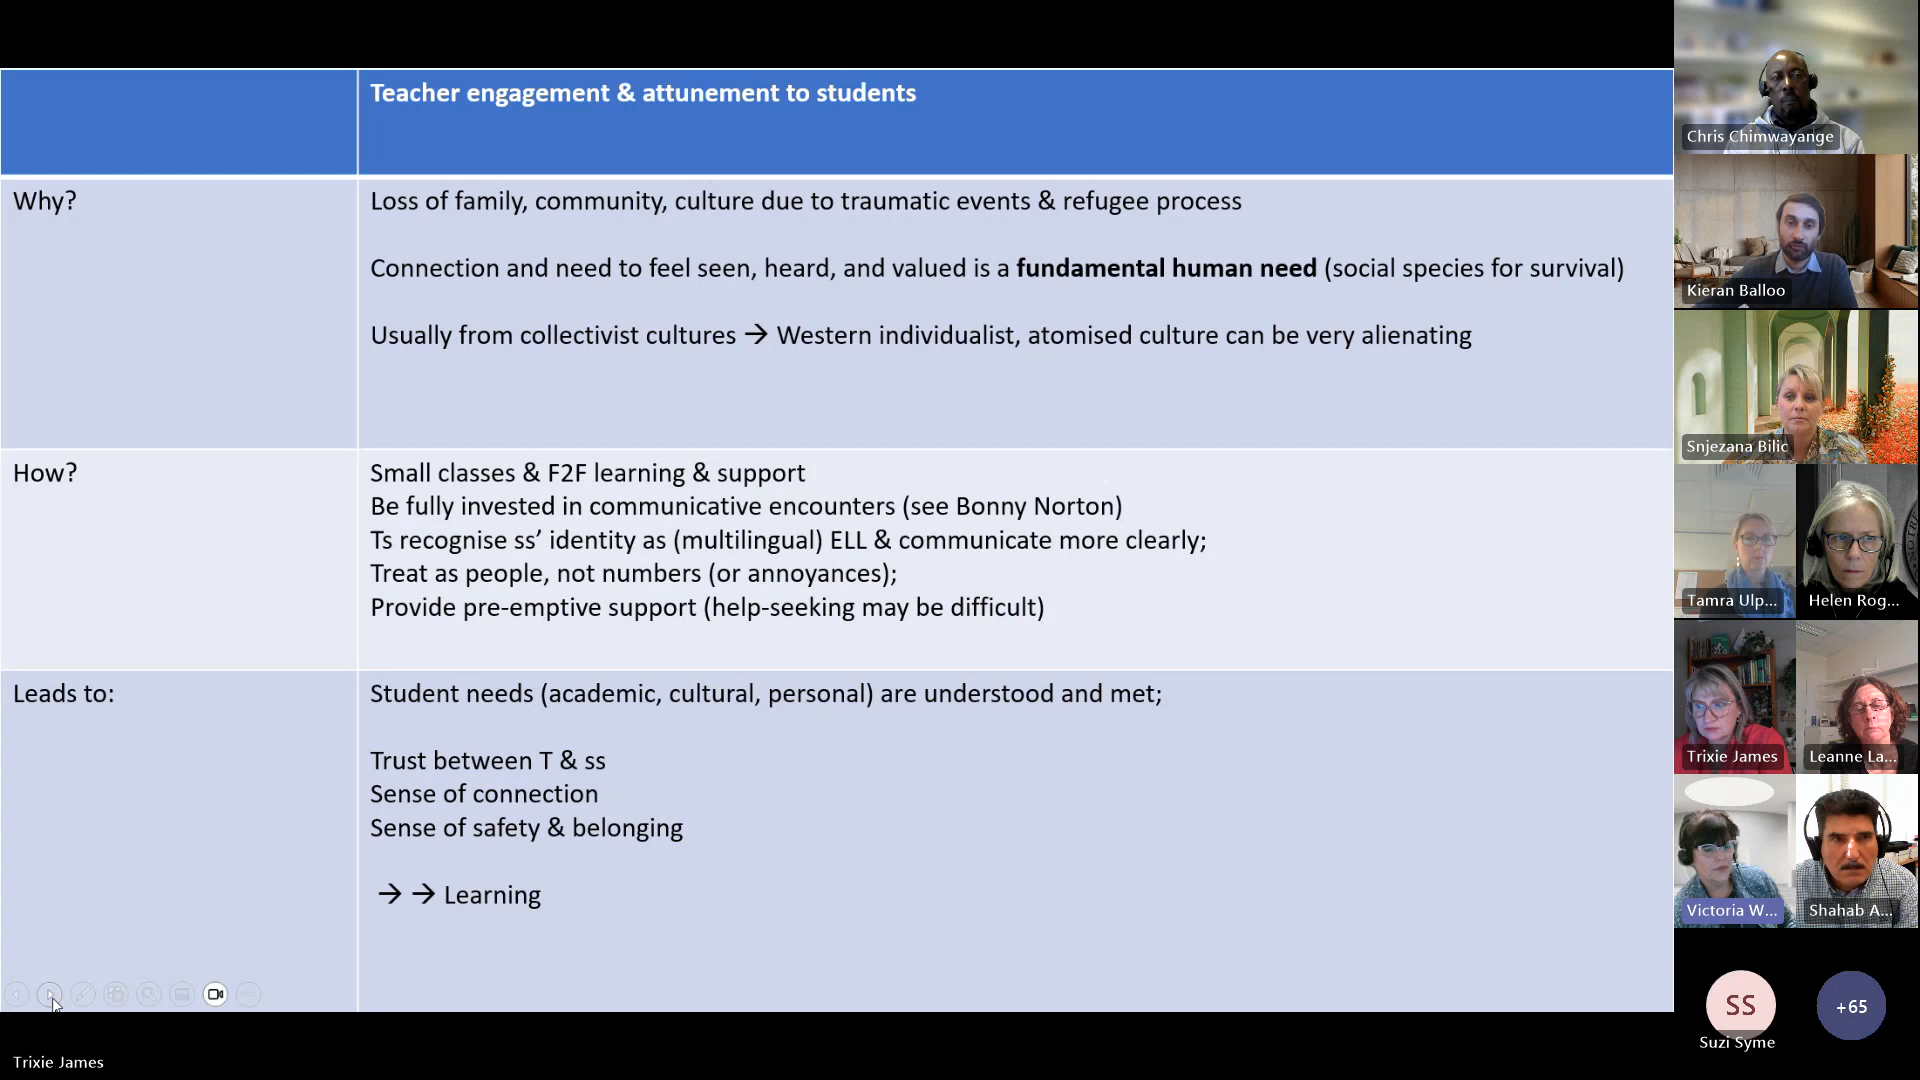 Teacher engagement & attunement to students
Why?
Loss of family, community, culture due to traumatic events & refugee process
Connection and need to feel seen, heard, and valued is a fundamental human need (social species for survival)
Usually from collectivist cultures → Western individualist, atomised culture can be very alienating
How?
Small classes & F2F learning & support
Be fully invested in communicative encounters (see Bonny Norton)
Ts recognise ss’ identity as (multilingual) ELL & communicate more clearly;
Treat as people, not numbers (or annoyances);
Provide pre-emptive support (help-seeking may be difficult)
Leads to:
Student needs (academic, cultural, personal) are understood and met;
Trust between T & ss
Sense of connection
Sense of safety & belonging
→ → Learning
Trixie James
Chris Chimwayange
Kieran Balloo
Snjezana Bilic
Tamra Ulp...
Helen Rog...
Trixie James
Leanne La...
Victoria W...
Shahab A...
SS
Suzi Syme
+65